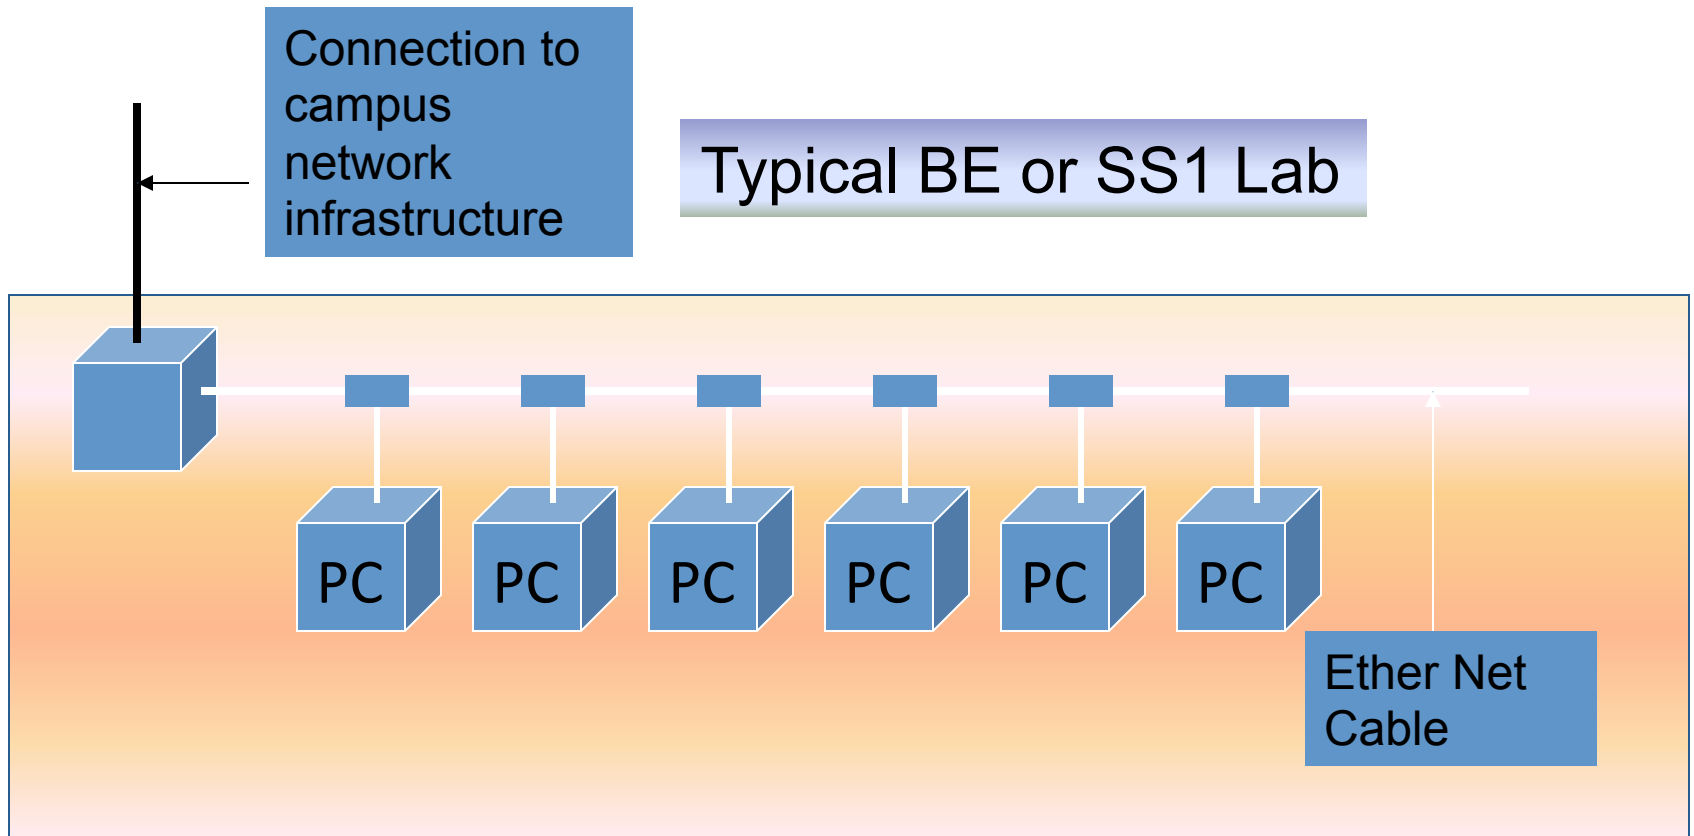 Connection to
campus
network
infrastructure
Typical BE or SS1 Lab
PC PC PC PC PC PC
Ether Net
Cable